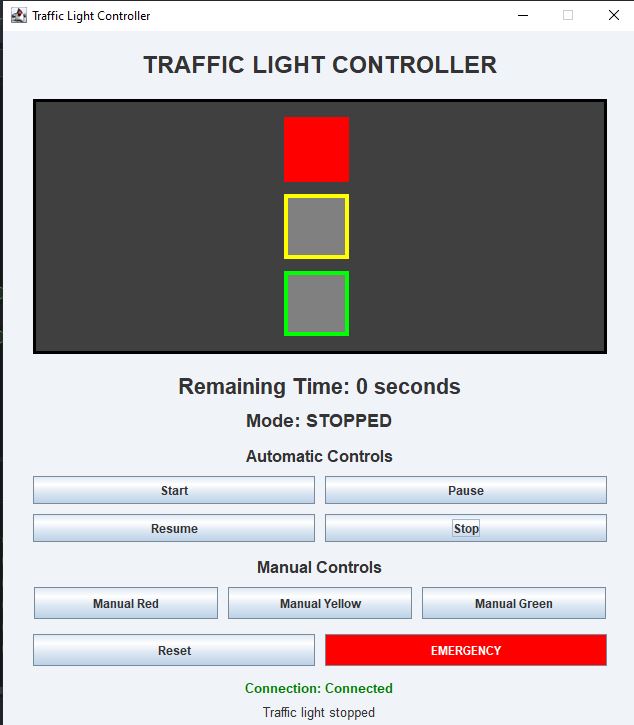 Traffic Light Controller
TRAFFIC LIGHT CONTROLLER
Remaining Time: 0 seconds
Mode: STOPPED
Automatic Controls
Start Pause
Resume Stop
Manual Controls
Manual Red Manual Yellow Manual Green
Reset EMERGENCY
Connection: Connected
Traffic light stopped